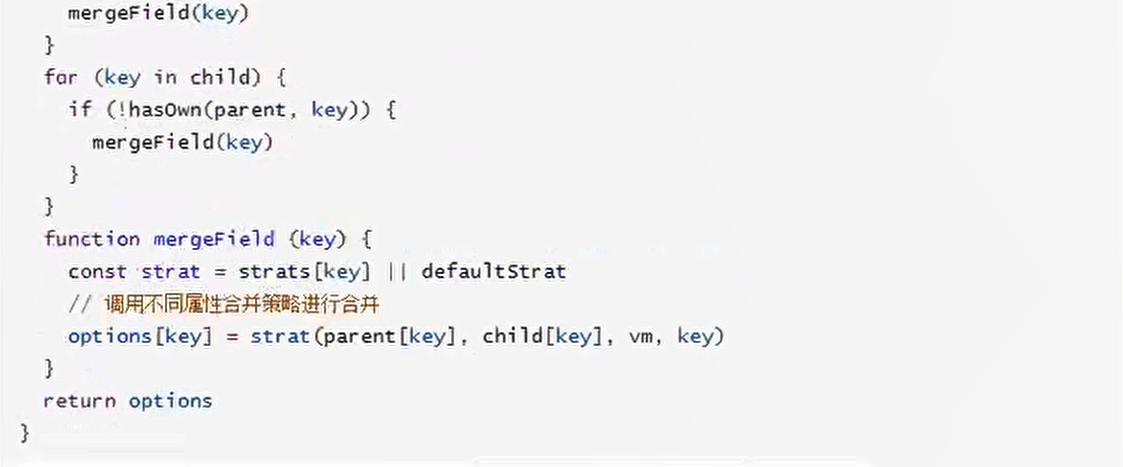 mergeField(key)
}
for (key in child) {
if (!hasOwn(parent, key)) {
mergeField(key)
}
}
function mergeField (key) {
const strat = strats[key] || defaultStrat
// 调用不同属性合并策略进行合并
options[key] = strat(parent[key], child[key], vm, key)
}
return options
}